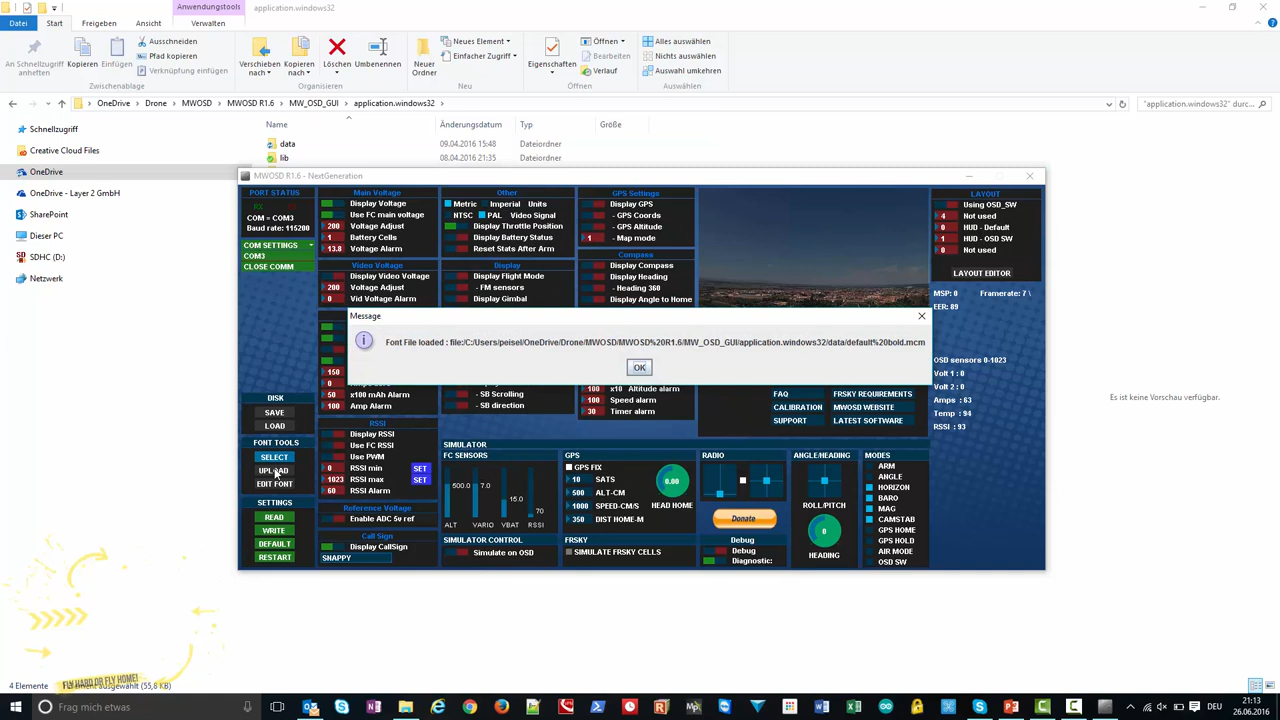 Anwendungstools
application.windows32
Datei
Start
Freigeben
Ansicht
Verwalten
An Schnellzugriff anheften
Kopieren
Einfügen
Ausschneiden
Pfad kopieren
Verknüpfung einfügen
Zwischenablage
Verschieben nach
Kopieren nach
Löschen
Umbenennen
Organisieren
Neuer Ordner
Neues Element
Einfacher Zugriff
Neu
Eigenschaften
Öffnen
Bearbeiten
Verlauf
Öffnen
Alles auswählen
Nichts auswählen
Auswahl umkehren
Auswählen
OneDrive > Drone > MWOSD > MWOSD R1.6 > MW_OSD_GUI > application.windows32 >
"application.windows32" durc...
Name
Änderungsdatum
Typ
Größe
Schnellzugriff
Creative Cloud Files
OneDrive
OneDrive - Layer 2 GmbH
SharePoint
Dieser PC
SDHC (D:)
Netzwerk
data 09.04.2016 15:48 Dateiordner
lib 08.04.2016 21:35 Dateiordner
MWOSD R1.6 - NextGeneration
PORT STATUS
RX
COM = COM3
Baud rate: 115200
COM SETTINGS
COM3
CLOSE COMM
Main Voltage
Display Voltage
Use FC main voltage
200 Voltage Adjust
1 Battery Cells
13.8 Voltage Alarm
Video Voltage
Display Video Voltage
200 Voltage Adjust
0 Vid Voltage Alarm
Other
Metric Imperial Units
NTSC PAL Video Signal
Display Throttle Position
Display Battery Status
Reset Stats After Arm
Display
Display Flight Mode
- FM sensors
Display Gimbal
GPS Settings
Display GPS
- GPS Coords
- GPS Altitude
1 - Map mode
Compass
Display Compass
Display Heading
- Heading 360
Display Angle to Home
LAYOUT
Using OSD_SW
4 Not used
0 HUD - Default
1 HUD - OSD SW
0 Not used
LAYOUT EDITOR
MSP: 0 Framerate: 7 \
EER: 89
Message
Font File loaded : file:/C:/Users/peisel/OneDrive/Drone/MWOSD/MWOSD%20R1.6/MW_OSD_GUI/application.windows32/data/default%20bold.mcm
OK
150
0
50 x100 mAh Alarm
100 Amp Alarm
- SB Scrolling
- SB direction
100 x10 Altitude alarm
100 Speed alarm
30 Timer alarm
FAQ
CALIBRATION
SUPPORT
FRSKY REQUIREMENTS
MWOSD WEBSITE
LATEST SOFTWARE
OSD sensors 0-1023
Volt 1 : 0
Volt 2 : 0
Amps : 63
Temp : 94
RSSI : 93
Es ist keine Vorschau verfügbar.
DISK
SAVE
LOAD
FONT TOOLS
SELECT
UPLOAD
EDIT FONT
SETTINGS
READ
WRITE
DEFAULT
RESTART
RSSI
Display RSSI
Use FC RSSI
Use PWM
0 RSSI min SET
1023 RSSI max SET
60 RSSI Alarm
Reference Voltage
Enable ADC 5v ref
Call Sign
Display CallSign
SNAPPY
SIMULATOR
FC SENSORS
500.0
7.0
15.0
70
ALT VARIO VBAT RSSI
SIMULATOR CONTROL
Simulate on OSD
GPS
GPS FIX
10 SATS
500 ALT-CM
1000 SPEED-CM/S
350 DIST HOME-M
0.00
HEAD HOME
FRSKY
SIMULATE FRSKY CELLS
RADIO
Donate
Debug
Debug
Diagnostic:
ANGLE/HEADING
ROLL/PITCH
0
HEADING
MODES
ARM
ANGLE
HORIZON
BARO
MAG
CAMSTAB
GPS HOME
GPS HOLD
AIR MODE
OSD SW
FLY HARD OR FLY HOME!
4 Elemente
ausgewählt (55,8 KB)
Frag mich etwas
DEU
21:13
26.06.2016